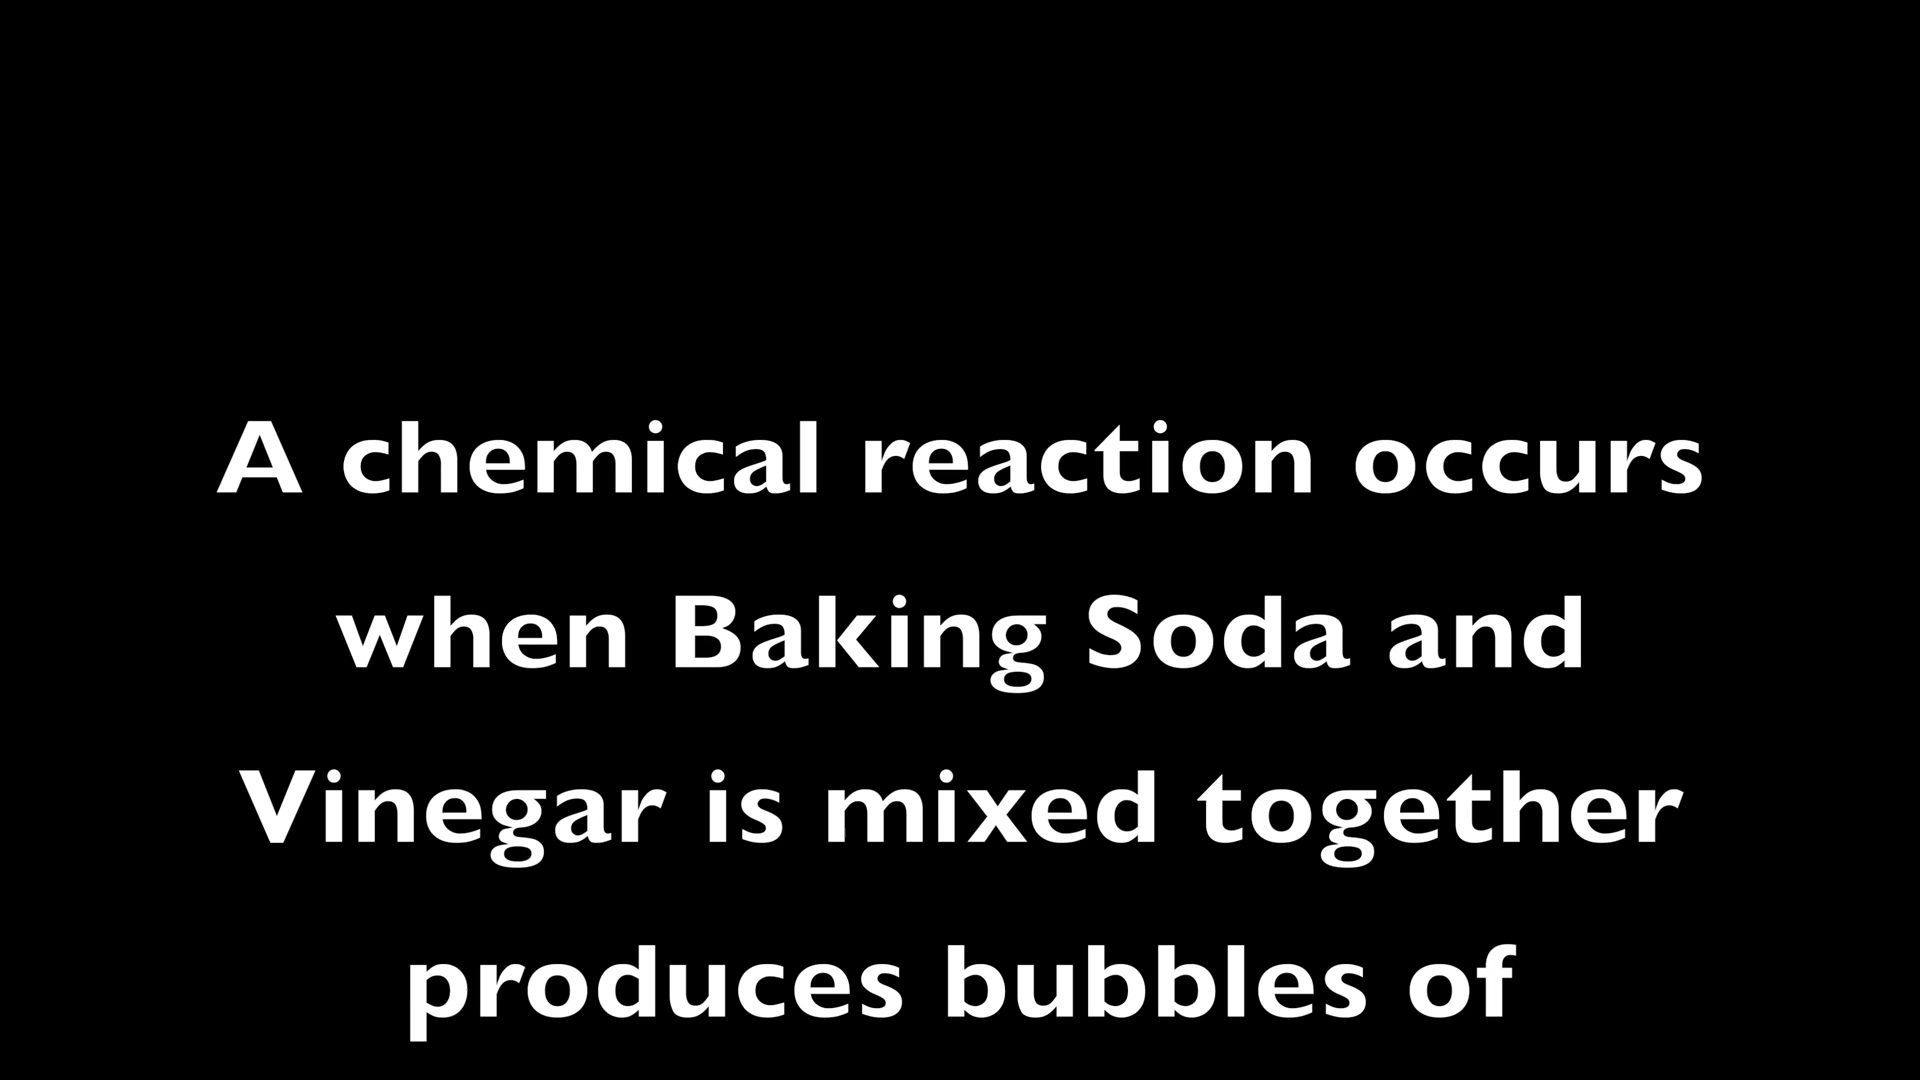 A chemical reaction occurs
when Baking Soda and
Vinegar is mixed together
produces bubbles of